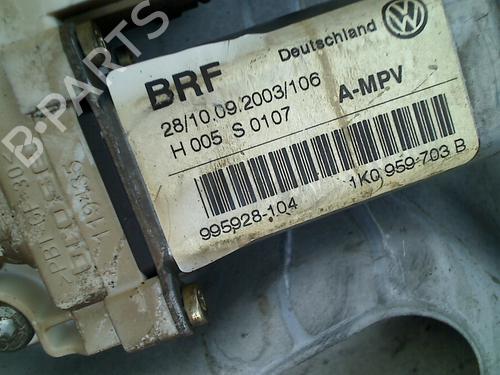 B-PARTS
Deutschland
BRF
28/10.09.2003/106
A-MPV
H 005 S 0107
995928-104
1K0 959 703 B